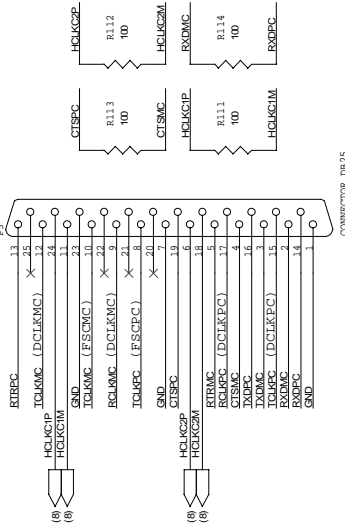 HCLKC2P
R112
100
HCLKC2M
RXDMC
R114
100
RXDPC
CTSPC
R113
100
CTSMC
HCLKC1P
R111
100
HCLKC1M
CONNECTOR DB25
13
25
12
24
11
23
10
22
9
21
8
20
7
19
6
18
5
17
4
16
3
15
2
14
1
RTRPC
TCLKMC (DCLKMC)
HCLKC1P
HCLKC1M
GND
TCLKMC (FSCMC)
RCLKMC (DCLKMC)
TCLKPC (FSCPC)
GND
CTSPC
HCLKC2P
HCLKC2M
RTRMC
RCLKPC (DCLKPC)
CTSMC
TXDPC
TXDMC
TCLKPC (DCLKPC)
RXDMC
RXDPC
GND
(8)
(8)
(8)
(8)